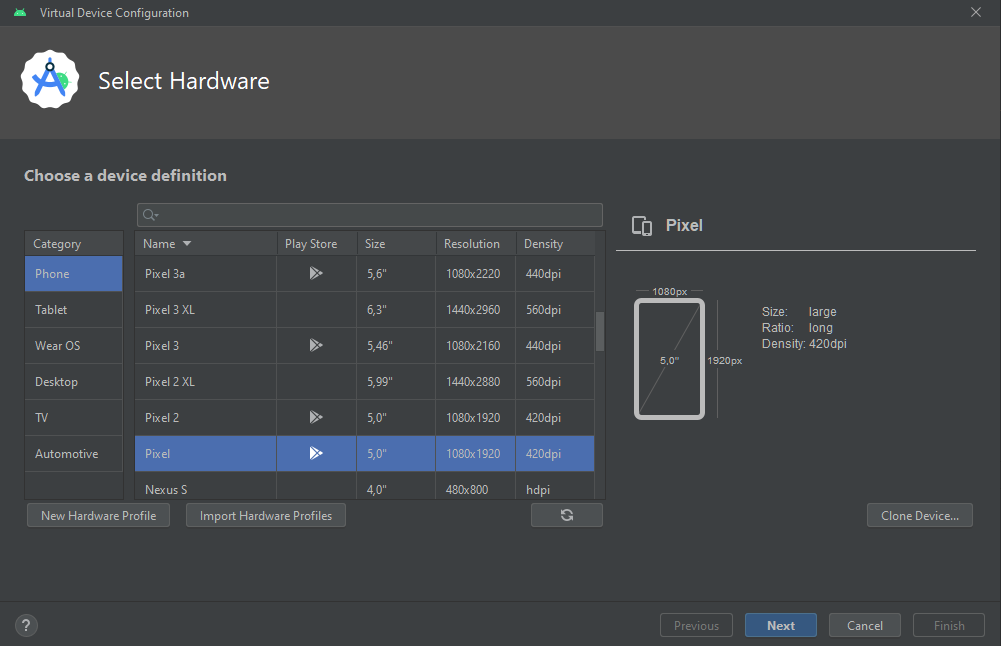 Virtual Device Configuration
Select Hardware
Choose a device definition
Category
Phone
Tablet
Wear OS
Desktop
TV
Automotive
Name Play Store Size Resolution Density
Pixel 3a 5,6" 1080x2220 440dpi
Pixel 3 XL 6,3" 1440x2960 560dpi
Pixel 3 5,46" 1080x2160 440dpi
Pixel 2 XL 5,99" 1440x2880 560dpi
Pixel 2 5,0" 1080x1920 420dpi
Pixel 5,0" 1080x1920 420dpi
Nexus S 4,0" 480x800 hdpi
New Hardware Profile Import Hardware Profiles
Pixel
1080px
5,0"
1920px
Size: large
Ratio: long
Density: 420dpi
Clone Device...
? Previous Next Cancel Finish